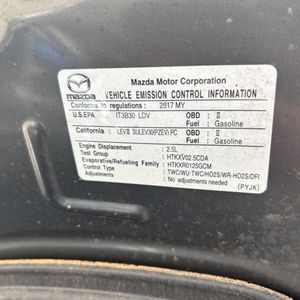 mazda
Mazda Motor Corporation
VEHICLE EMISSION CONTROL INFORMATION
Conforms to regulations: 2017 MY
U.S.EPA : IT3B30 LDV OBD : II
Fuel : Gasoline
California : LEVⅢ SULEV30(PZEV) PC OBD : II
Fuel : Gasoline
Engine Displacement : 2.5L
Test Group : HTKXV02.5CDA
Evaporative/Refueling Family : HTKXR0125GCM
Control Type : TWC/WU-TWC/HO2S/WR-HO2S/DFI
Adjustments : No adjustments needed.
(PYJK)